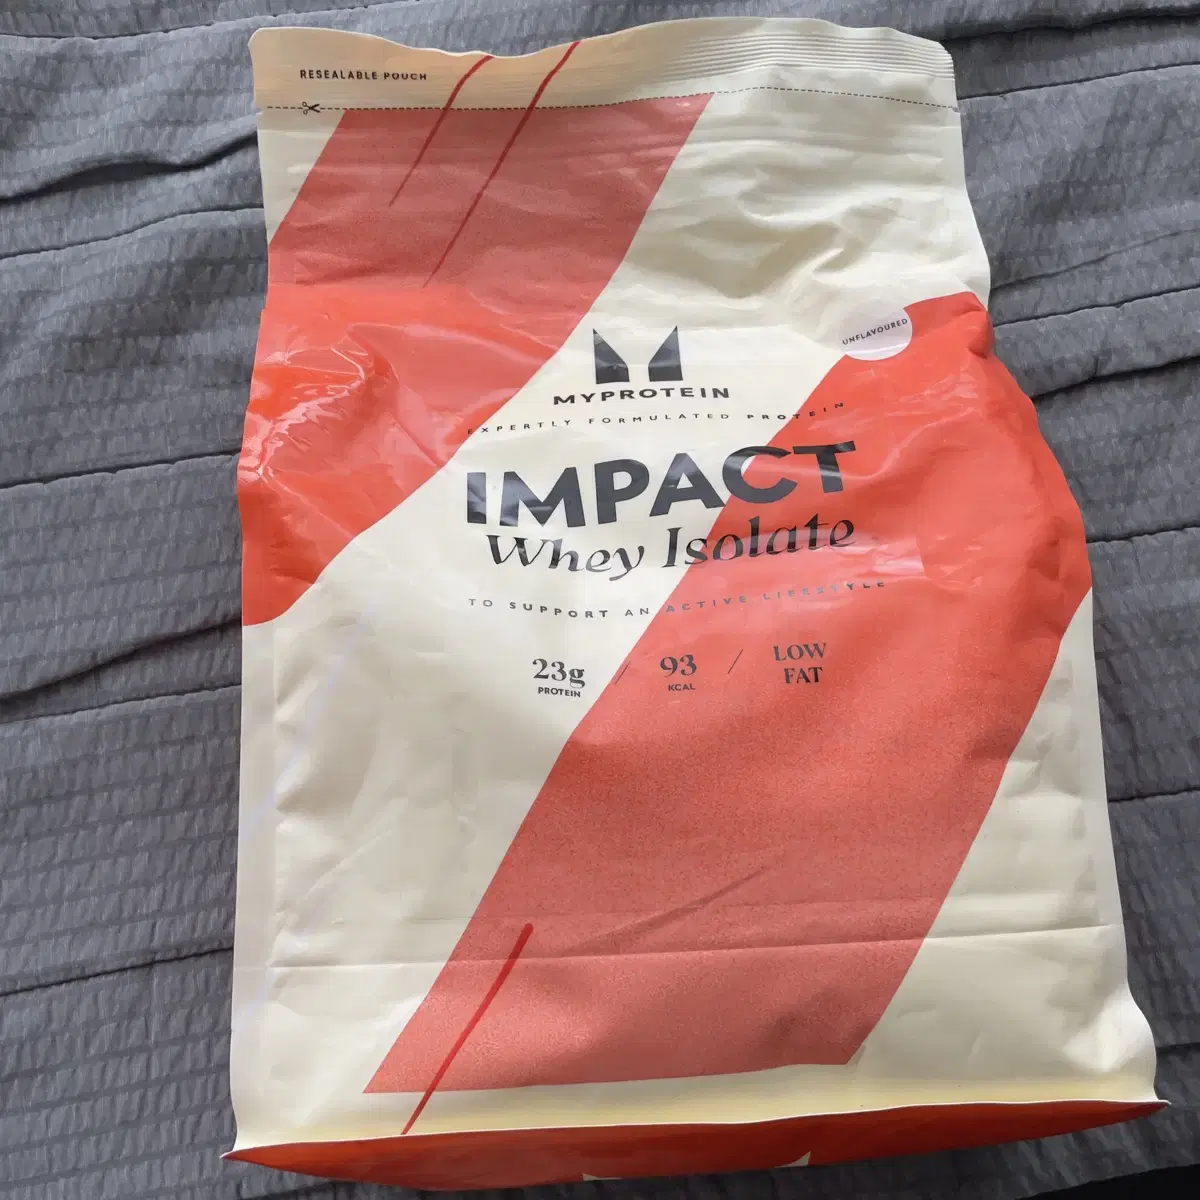 RESEALABLE POUCH
UNFLAVOURED
MYPROTEIN
EXPERTLY FORMULATED PROTEIN
IMPACT
Whey Isolate
TO SUPPORT AN ACTIVE LIFESTYLE
23g / 93 / LOW
PROTEIN KCAL FAT